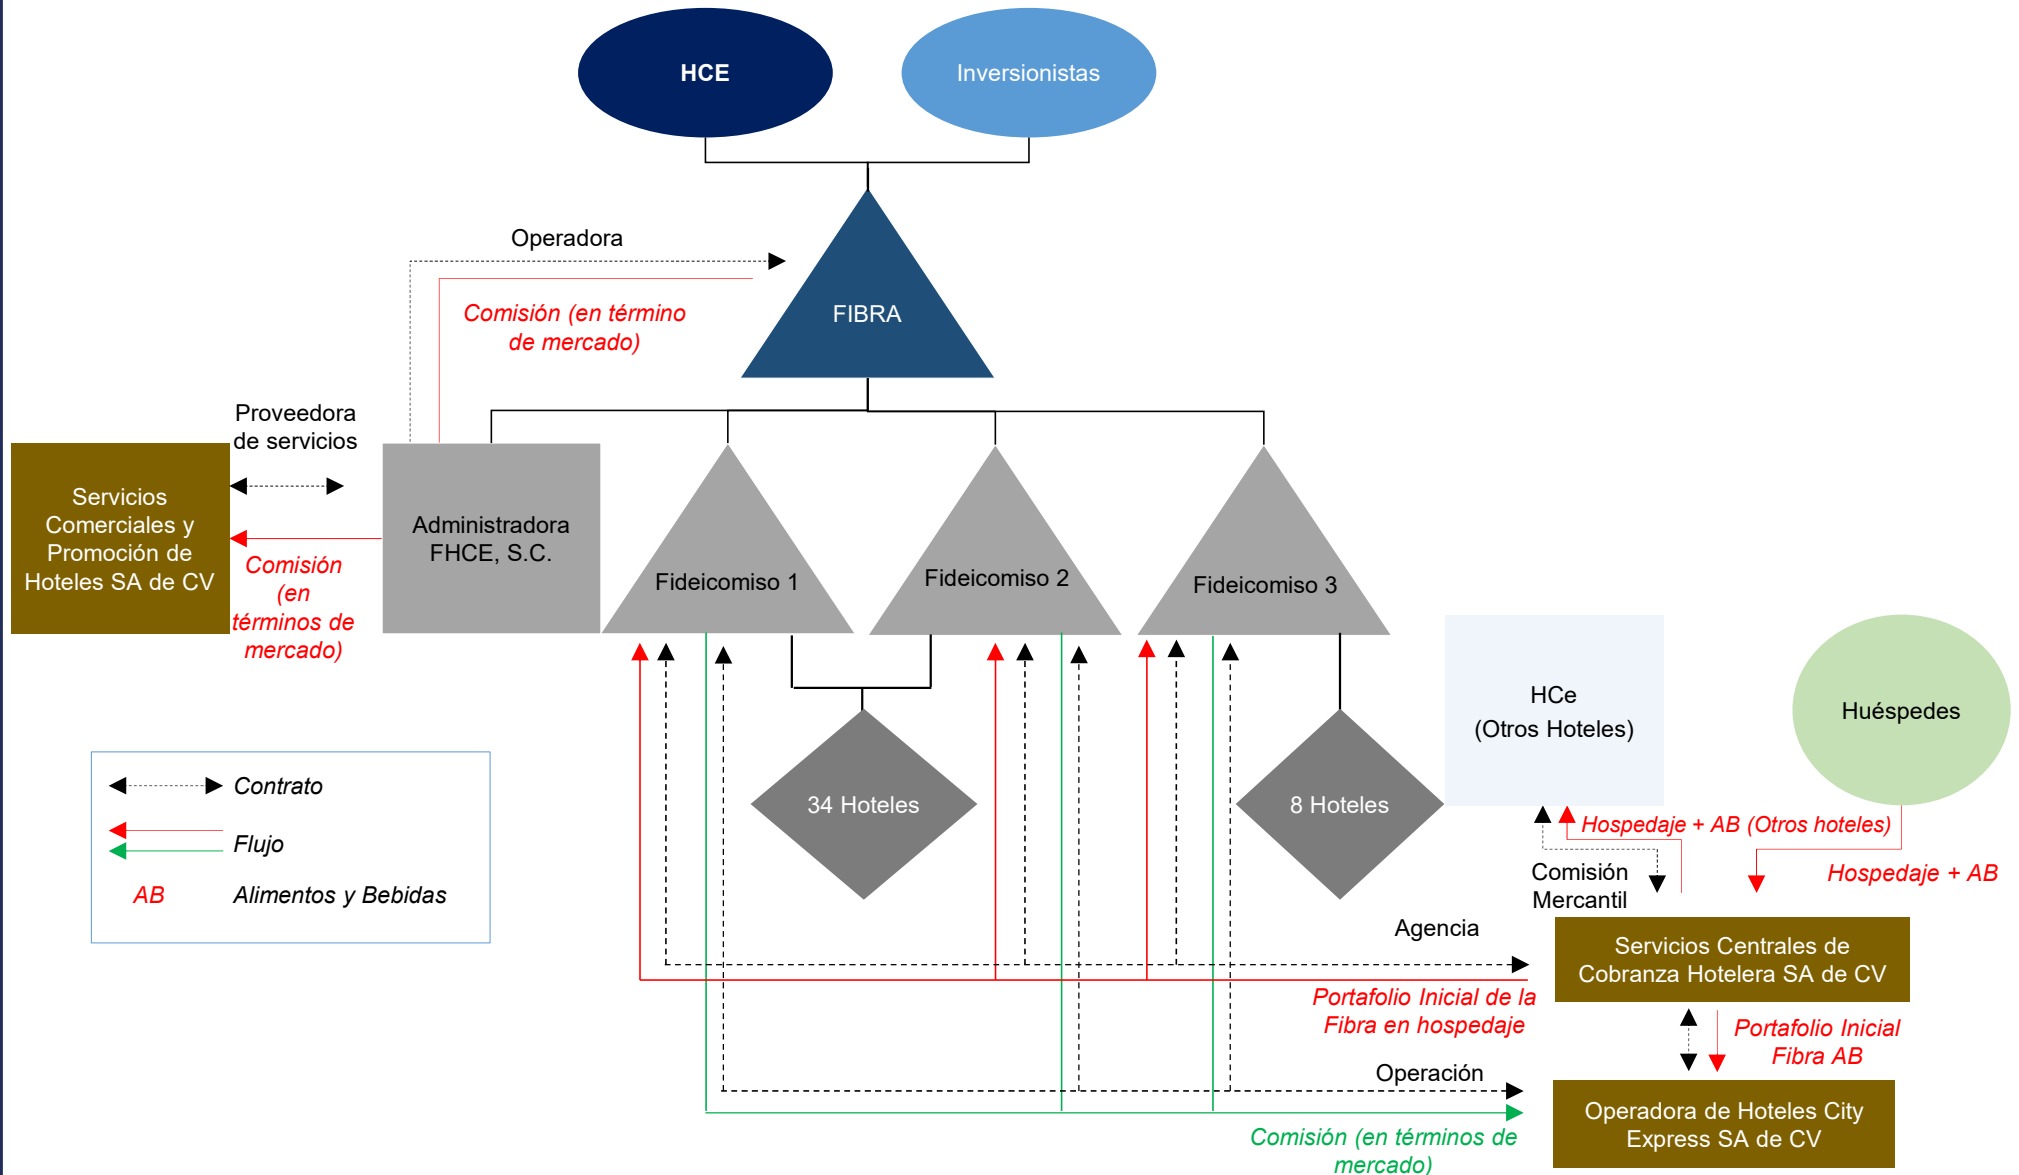 HCE
Inversionistas
Operadora
Comisión (en término
de mercado)
FIBRA
Proveedora
de servicios
Servicios
Comerciales y
Promoción de
Hoteles SA de CV
Comisión
(en
términos de
mercado)
Administradora
FHCE, S.C.
Fideicomiso 1
Fideicomiso 2
Fideicomiso 3
HCe
(Otros Hoteles)
Huéspedes
34 Hoteles
8 Hoteles
Contrato
Flujo
AB Alimentos y Bebidas
Hospedaje + AB (Otros hoteles)
Comisión
Mercantil
Hospedaje + AB
Agencia
Servicios Centrales de
Cobranza Hotelera SA de CV
Portafolio Inicial de la
Fibra en hospedaje
Portafolio Inicial
Fibra AB
Operación
Operadora de Hoteles City
Express SA de CV
Comisión (en términos de
mercado)